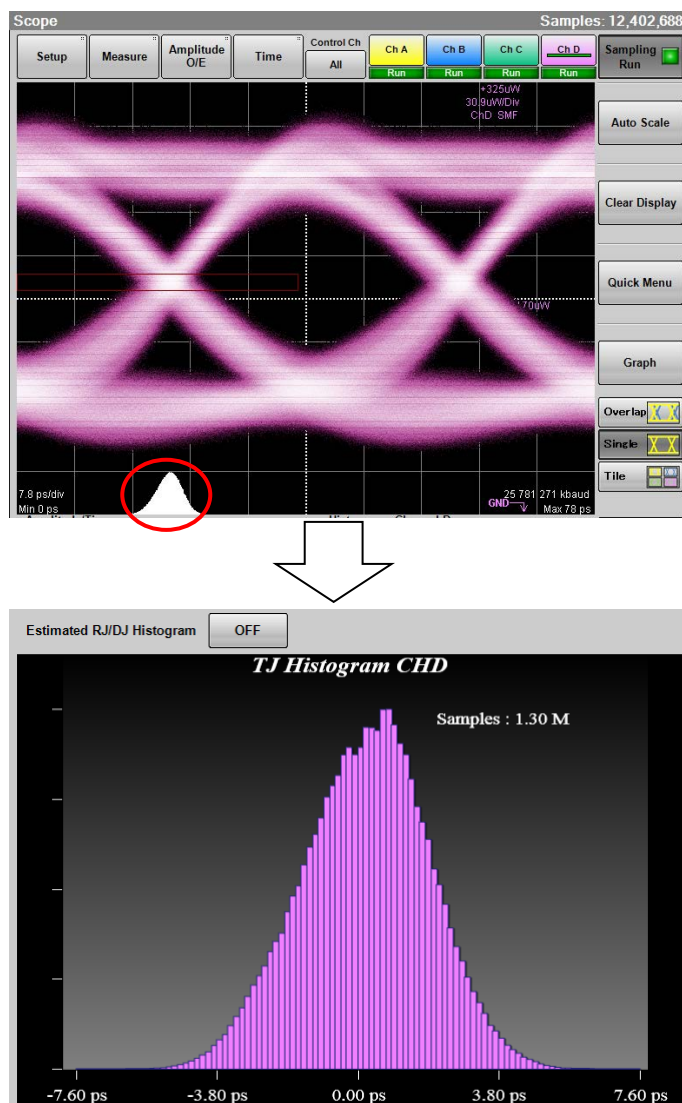 Scope Samples: 12,402,688
Setup Measure Amplitude O/E Time Control Ch All Ch A Run Ch B Run Ch C Run Ch D Run Sampling Run
+325uW
30.9uW/Div
ChD SMF
Auto Scale
Clear Display
Quick Menu
Graph
Overlap
Single
Tile
7.8 ps/div
Min 0 ps
25 781 271 kbaud
GND
Max 78 ps
Estimated RJ/DJ Histogram OFF
TJ Histogram CHD
Samples : 1.30 M
-7.60 ps -3.80 ps 0.00 ps 3.80 ps 7.60 ps